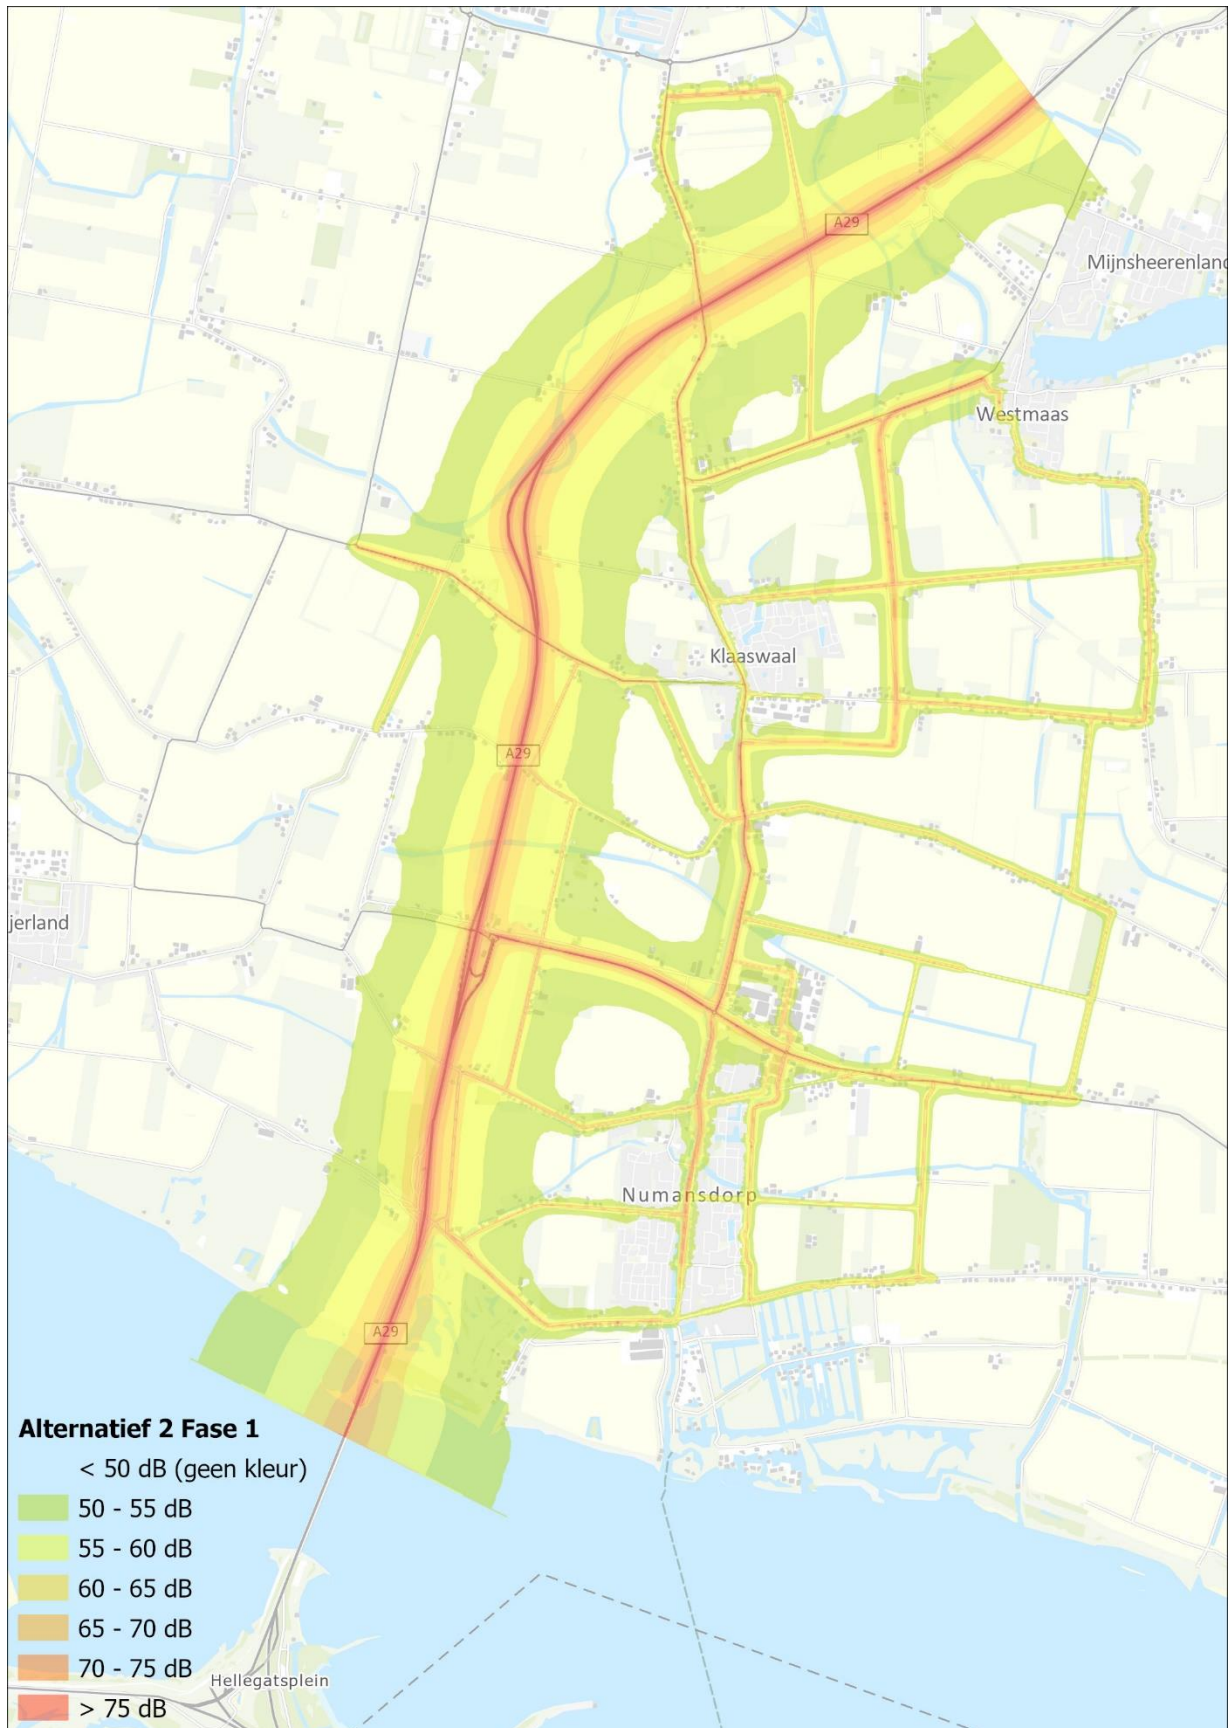 A29
Mijnsheerenland
Westmaas
Klaaswaal
A29
jerland
Numansdorp
A29
Alternatief 2 Fase 1
< 50 dB (geen kleur)
50 - 55 dB
55 - 60 dB
60 - 65 dB
65 - 70 dB
70 - 75 dB
> 75 dB
Hellegatsplein